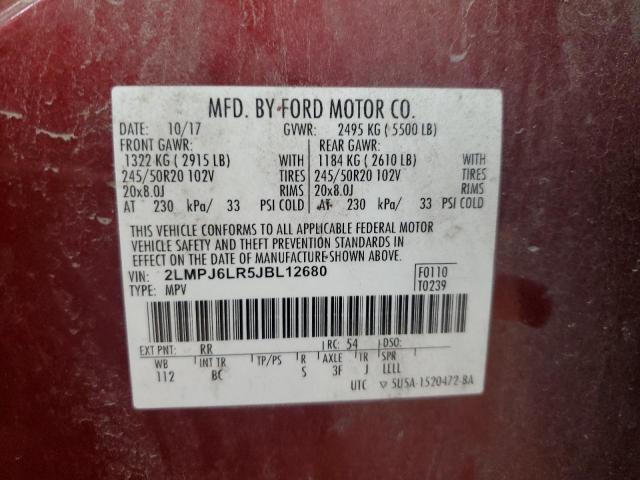 MFD. BY FORD MOTOR CO.
DATE: 10/17 GVWR: 2495 KG ( 5500 LB)
FRONT GAWR: REAR GAWR:
1322 KG ( 2915 LB) WITH 1184 KG ( 2610 LB) WITH
245/50R20 102V TIRES 245/50R20 102V TIRES
20x8.0J RIMS 20x8.0J RIMS
AT 230 kPa/ 33 PSI COLD AT 230 kPa/ 33 PSI COLD
THIS VEHICLE CONFORMS TO ALL APPLICABLE FEDERAL MOTOR
VEHICLE SAFETY AND THEFT PREVENTION STANDARDS IN
EFFECT ON THE DATE OF MANUFACTURE SHOWN ABOVE.
VIN: 2LMPJ6LR5JBL12680 F0110
TYPE: MPV T0239
EXT PNT: RR RC: 54 DSO:
WB INT TR TP/PS R AXLE TR SPR
112 BC S 3F J LLLL
UTC ▽ 5USA-1520472-BA